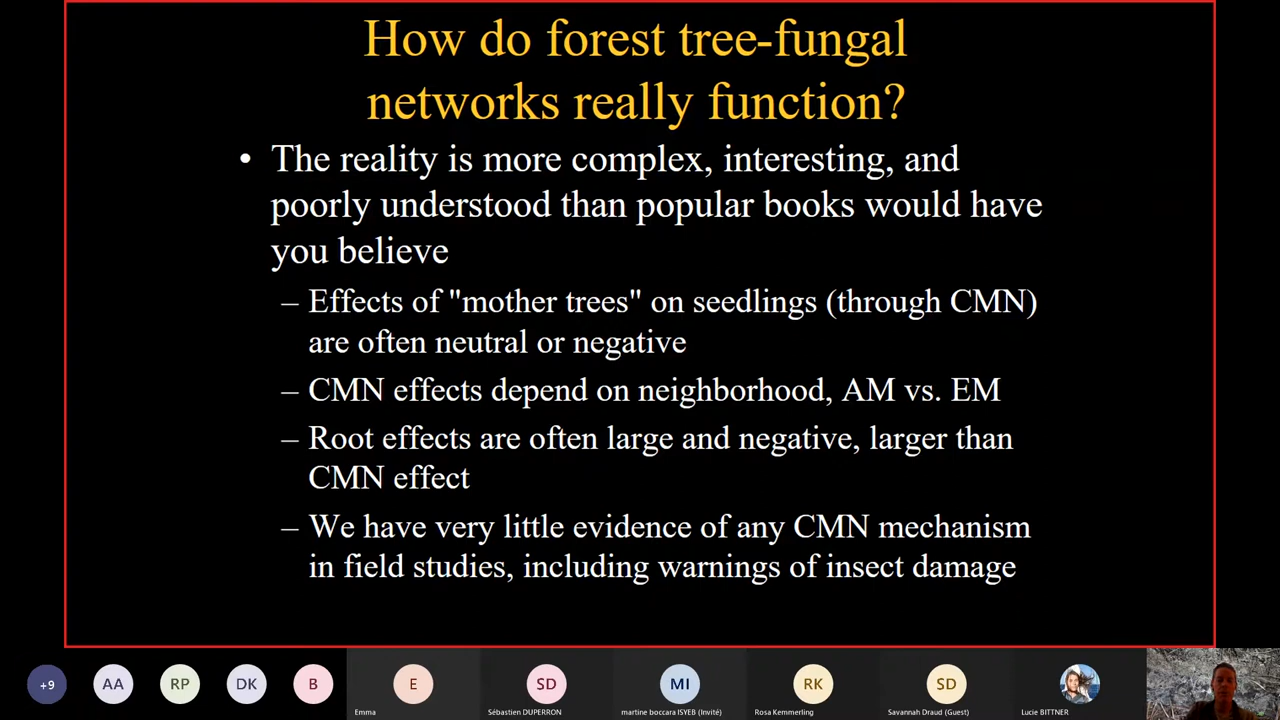 How do forest tree-fungal
networks really function?
• The reality is more complex, interesting, and
poorly understood than popular books would have
you believe
– Effects of "mother trees" on seedlings (through CMN)
are often neutral or negative
– CMN effects depend on neighborhood, AM vs. EM
– Root effects are often large and negative, larger than
CMN effect
– We have very little evidence of any CMN mechanism
in field studies, including warnings of insect damage
+9 AA RP DK B E SD MI RK SD
Emma Sébastien DUPERRON martine boccara ISYEB (Invité) Rosa Kemmerling Savannah Draud (Guest) Lucie BITTNER